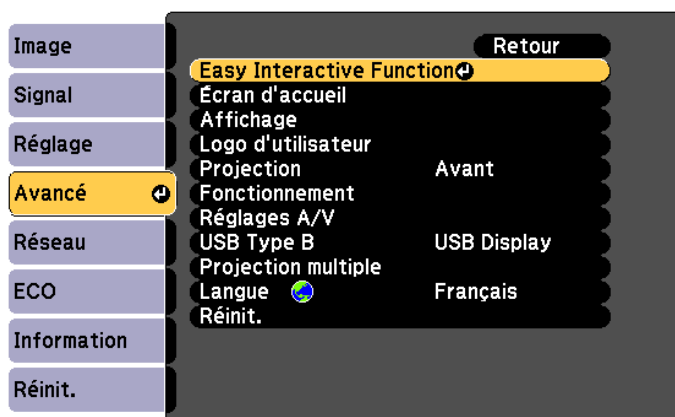 Image
Signal
Réglage
Avancé
Réseau
ECO
Information
Réinit.
Retour
Easy Interactive Function
Écran d'accueil
Affichage
Logo d'utilisateur
Projection Avant
Fonctionnement
Réglages A/V
USB Type B USB Display
Projection multiple
Langue Français
Réinit.